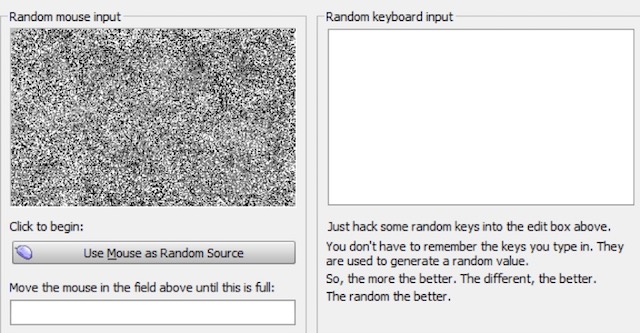 Random mouse input
Click to begin:
Use Mouse as Random Source
Move the mouse in the field above until this is full:
Random keyboard input
Just hack some random keys into the edit box above.
You don't have to remember the keys you type in. They
are used to generate a random value.
So, the more the better. The different, the better.
The random the better.